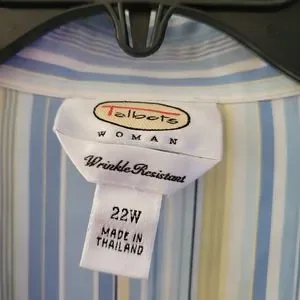 Talbots
WOMAN
Wrinkle Resistant
22W
MADE IN
THAILAND